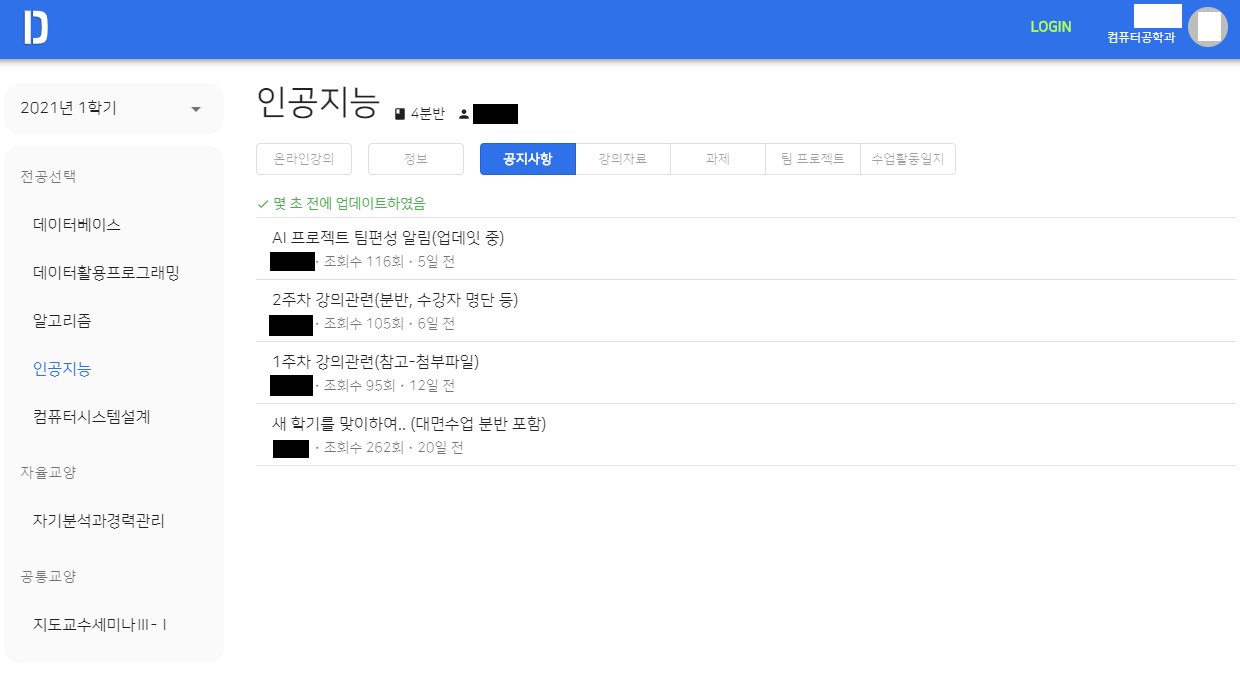 D
LOGIN
컴퓨터공학과
2021년 1학기
전공선택
데이터베이스
데이터활용프로그래밍
알고리즘
인공지능
컴퓨터시스템설계
자율교양
자기분석과경력관리
공통교양
지도교수세미나Ⅲ-Ⅰ
인공지능 4분반
온라인강의 정보 공지사항 강의자료 과제 팀 프로젝트 수업활동일지
몇 초 전에 업데이트하였음
AI 프로젝트 팀편성 알림(업데잇 중)
· 조회수 116회 · 5일 전
2주차 강의관련(분반, 수강자 명단 등)
· 조회수 105회 · 6일 전
1주차 강의관련(참고-첨부파일)
· 조회수 95회 · 12일 전
새 학기를 맞이하여.. (대면수업 분반 포함)
· 조회수 262회 · 20일 전